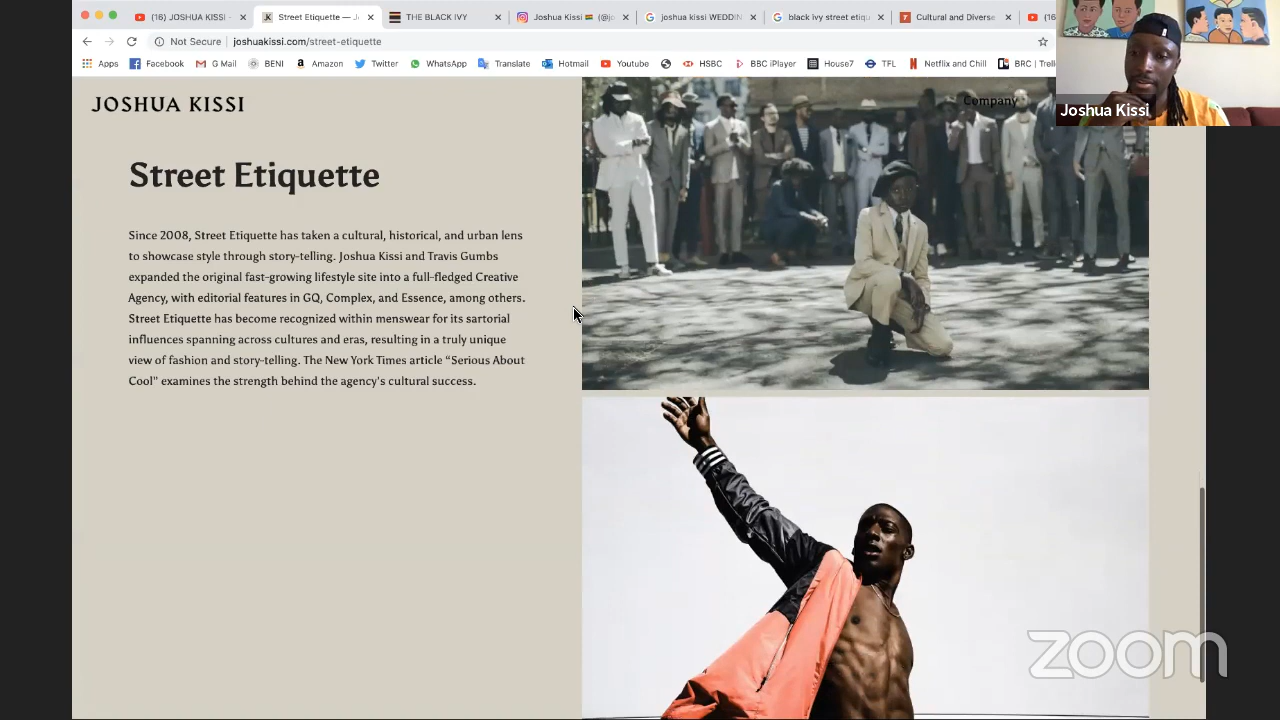 (16) JOSHUA KISSI -
Street Etiquette — J
THE BLACK IVY
Joshua Kissi
joshua kissi WEDDIN
black ivy street etiqu
Cultural and Diverse
(16
Not Secure
joshuakissi.com/street-etiquette
Apps
Facebook
G Mail
BENI
Amazon
Twitter
WhatsApp
Translate
Hotmail
Youtube
HSBC
BBC iPlayer
House7
TFL
Netflix and Chill
BRC | Trell
Joshua Kissi
JOSHUA KISSI
Company
Street Etiquette
Since 2008, Street Etiquette has taken a cultural, historical, and urban lens
to showcase style through story-telling. Joshua Kissi and Travis Gumbs
expanded the original fast-growing lifestyle site into a full-fledged Creative
Agency, with editorial features in GQ, Complex, and Essence, among others.
Street Etiquette has become recognized within menswear for its sartorial
influences spanning across cultures and eras, resulting in a truly unique
view of fashion and story-telling. The New York Times article “Serious About
Cool” examines the strength behind the agency’s cultural success.
zoom